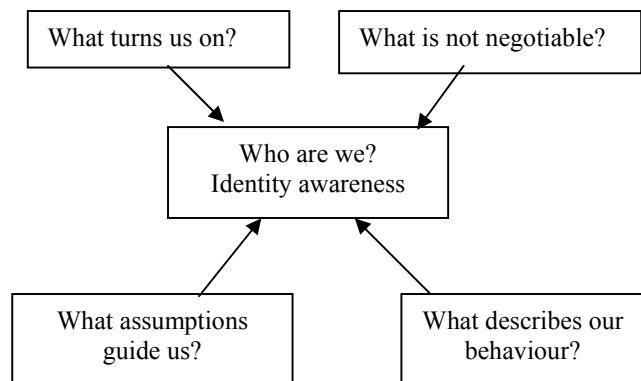 What turns us on?
What is not negotiable?
Who are we?
Identity awareness
What assumptions
guide us?
What describes our
behaviour?